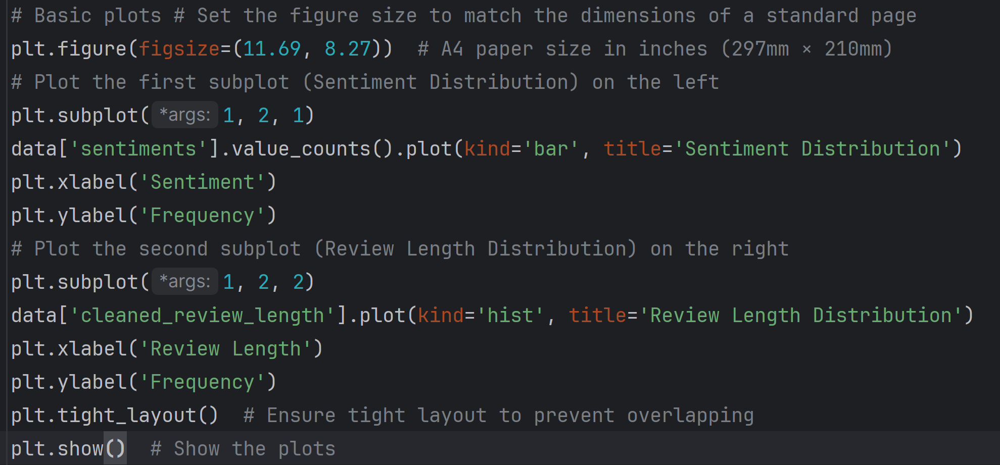 # Basic plots # Set the figure size to match the dimensions of a standard page
plt.figure(figsize=(11.69, 8.27))  # A4 paper size in inches (297mm × 210mm)
# Plot the first subplot (Sentiment Distribution) on the left
plt.subplot(*args: 1, 2, 1)
data['sentiments'].value_counts().plot(kind='bar', title='Sentiment Distribution')
plt.xlabel('Sentiment')
plt.ylabel('Frequency')
# Plot the second subplot (Review Length Distribution) on the right
plt.subplot(*args: 1, 2, 2)
data['cleaned_review_length'].plot(kind='hist', title='Review Length Distribution')
plt.xlabel('Review Length')
plt.ylabel('Frequency')
plt.tight_layout()  # Ensure tight layout to prevent overlapping
plt.show()  # Show the plots